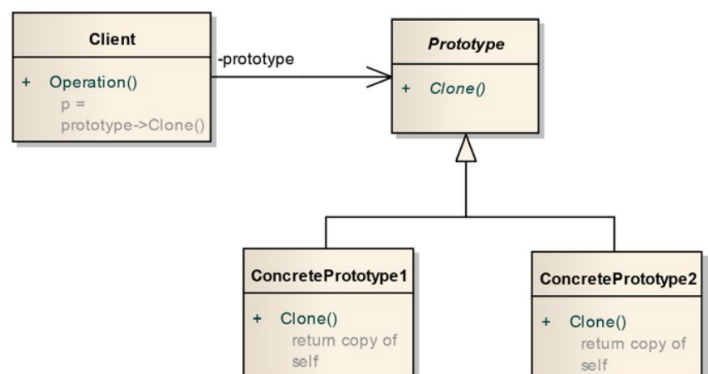 Client
-prototype
Prototype
+ Operation()
p =
prototype->Clone()
+ Clone()
ConcretePrototype1
ConcretePrototype2
+ Clone()
return copy of
self
+ Clone()
return copy of
self